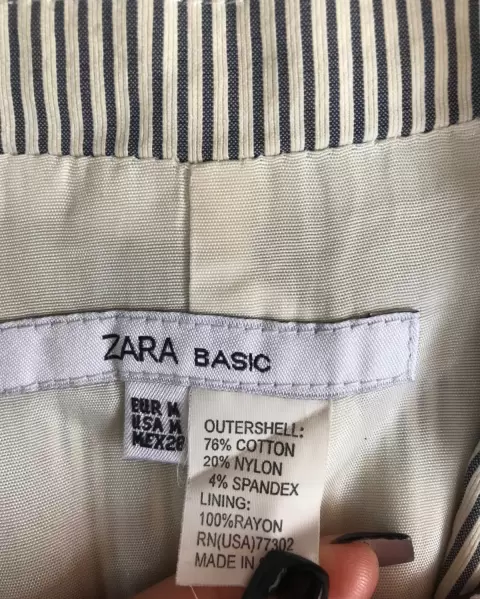 ZARA BASIC
EUR M
USA M
MEX28
OUTERSHELL:
76% COTTON
20% NYLON
4% SPANDEX
LINING:
100%RAYON
RN(USA)77302
MADE IN